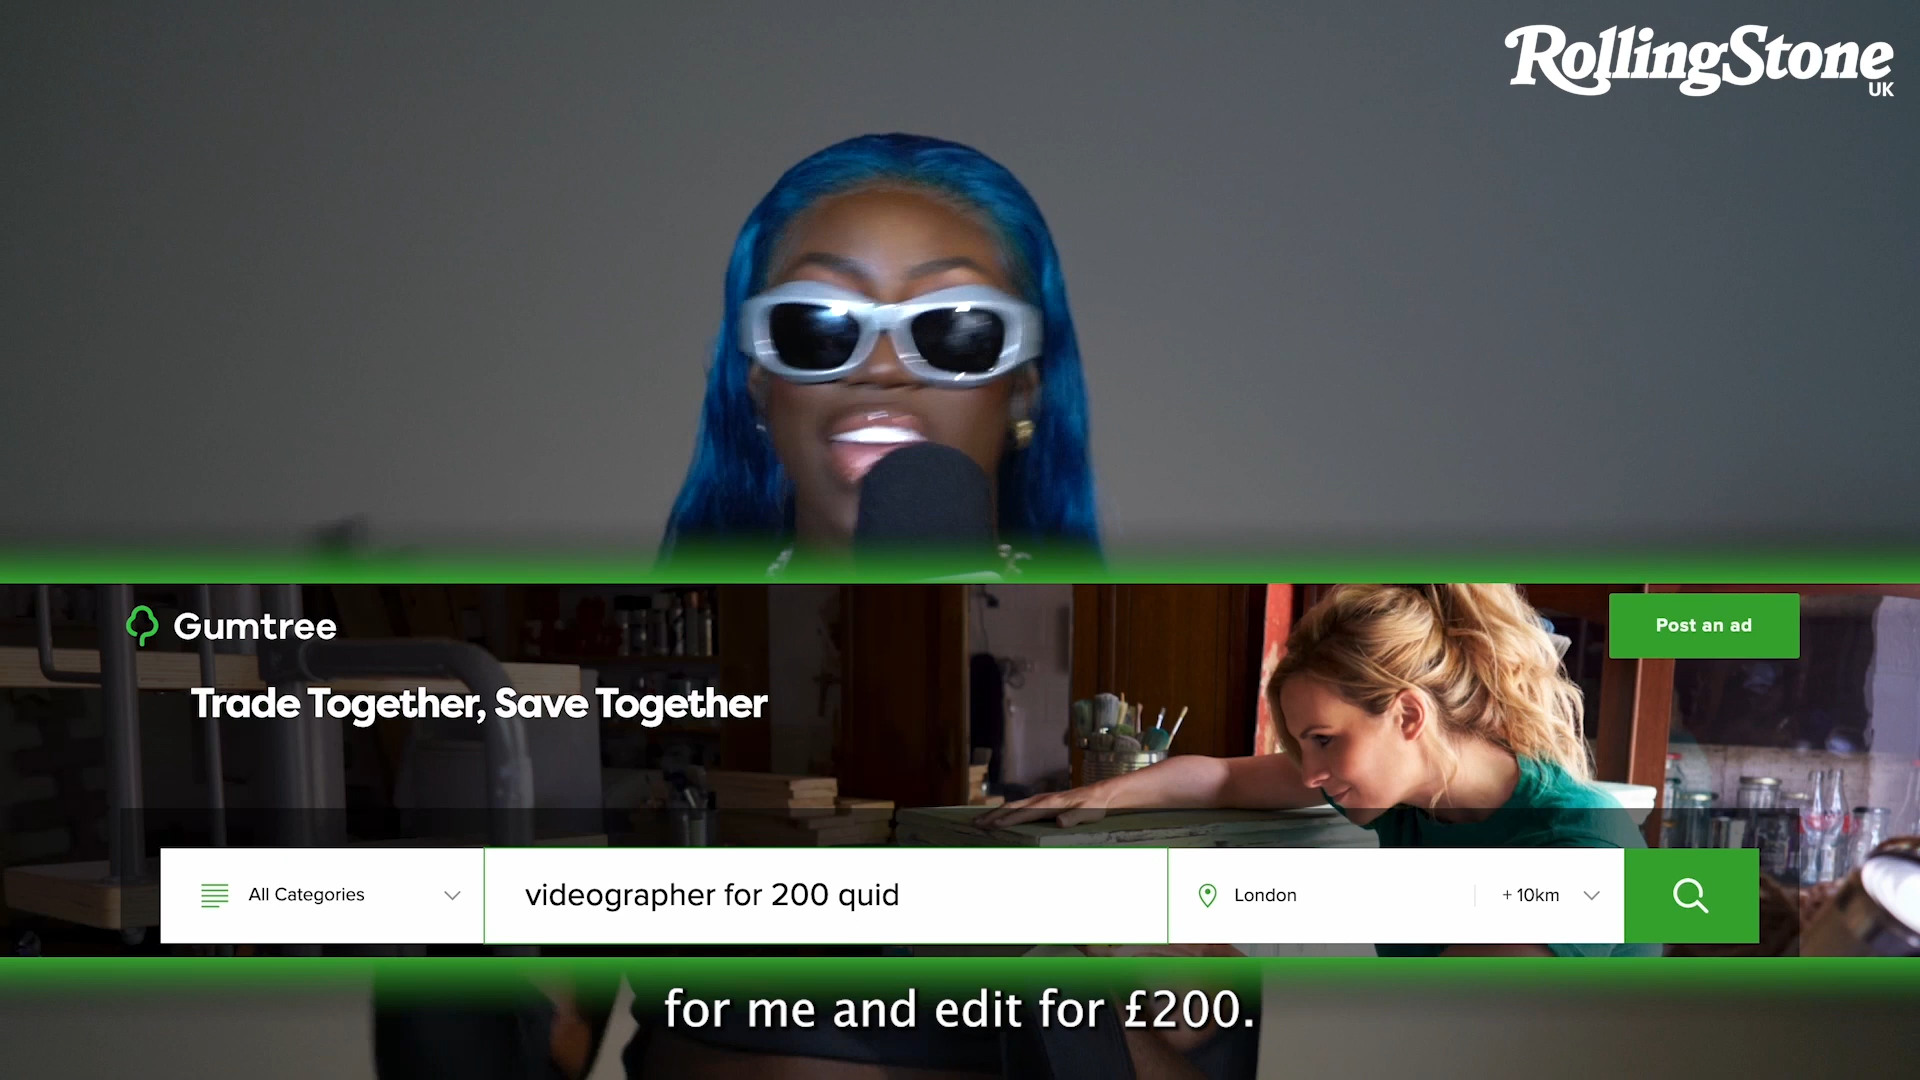 RollingStone
UK
Gumtree
Post an ad
Trade Together, Save Together
All Categories
videographer for 200 quid
London
+ 10km
for me and edit for £200.